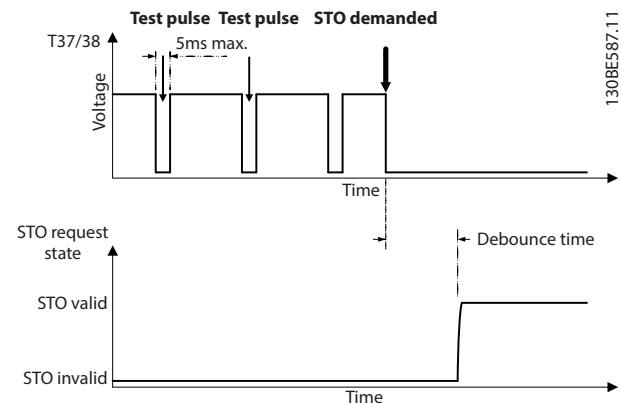 Test pulse Test pulse STO demanded
T37/38
5ms max.
Voltage
Time
130BE587.11
STO request
state
Debounce time
STO valid
STO invalid
Time